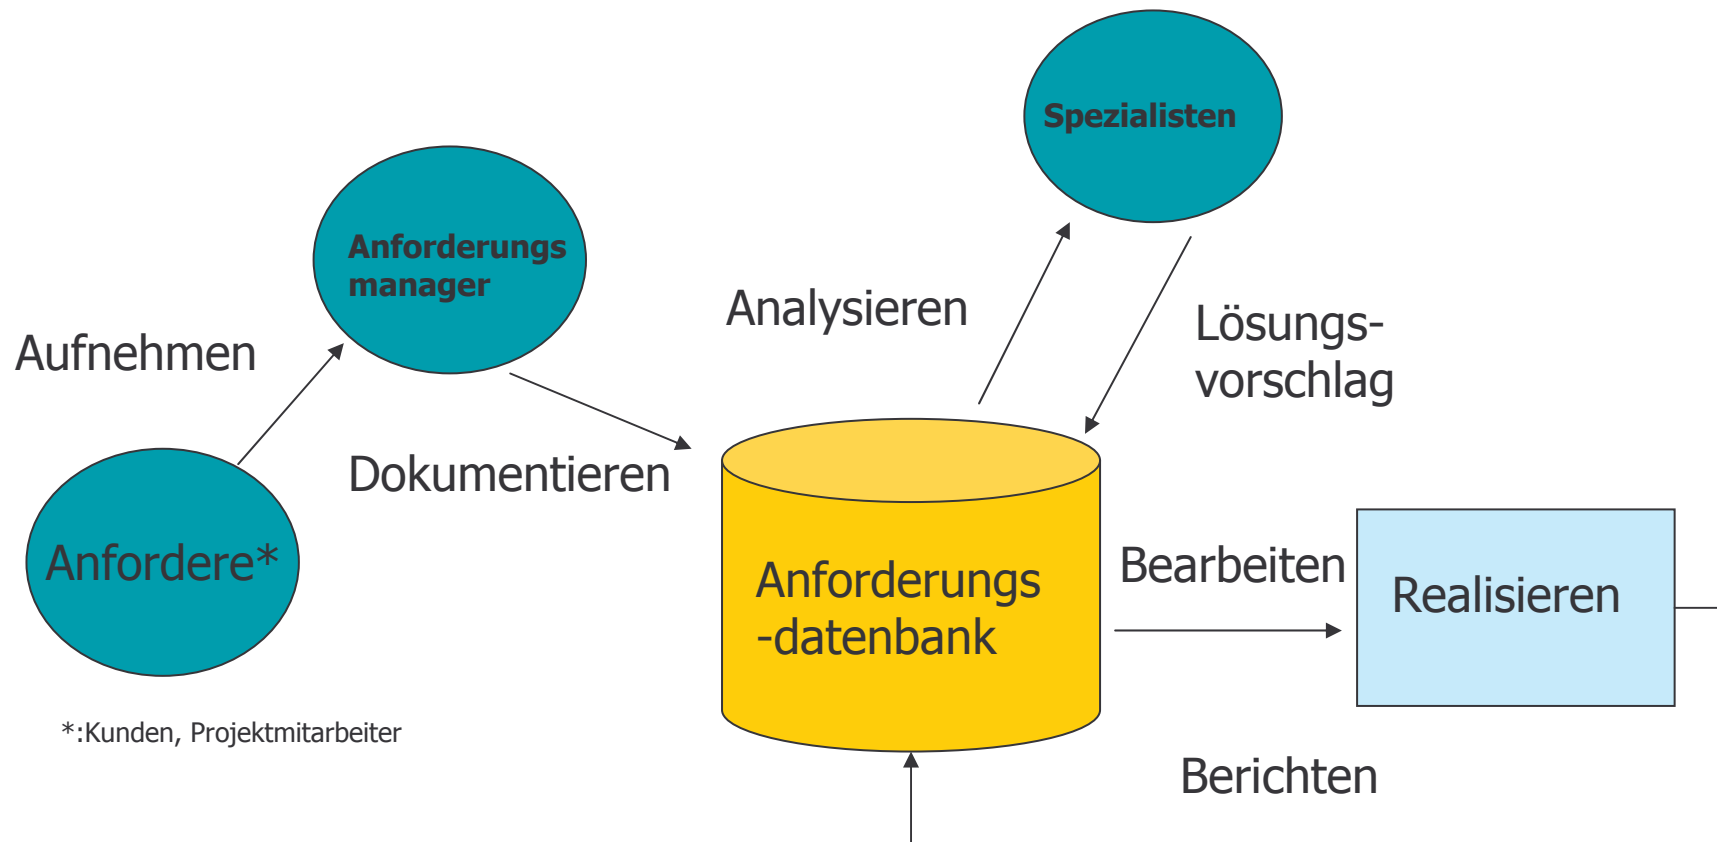 Spezialisten
Anforderungs
manager
Analysieren
Lösungs-
vorschlag
Aufnehmen
Dokumentieren
Anfordere*
Anforderungs
-datenbank
Bearbeiten
Realisieren
*:Kunden, Projektmitarbeiter
Berichten